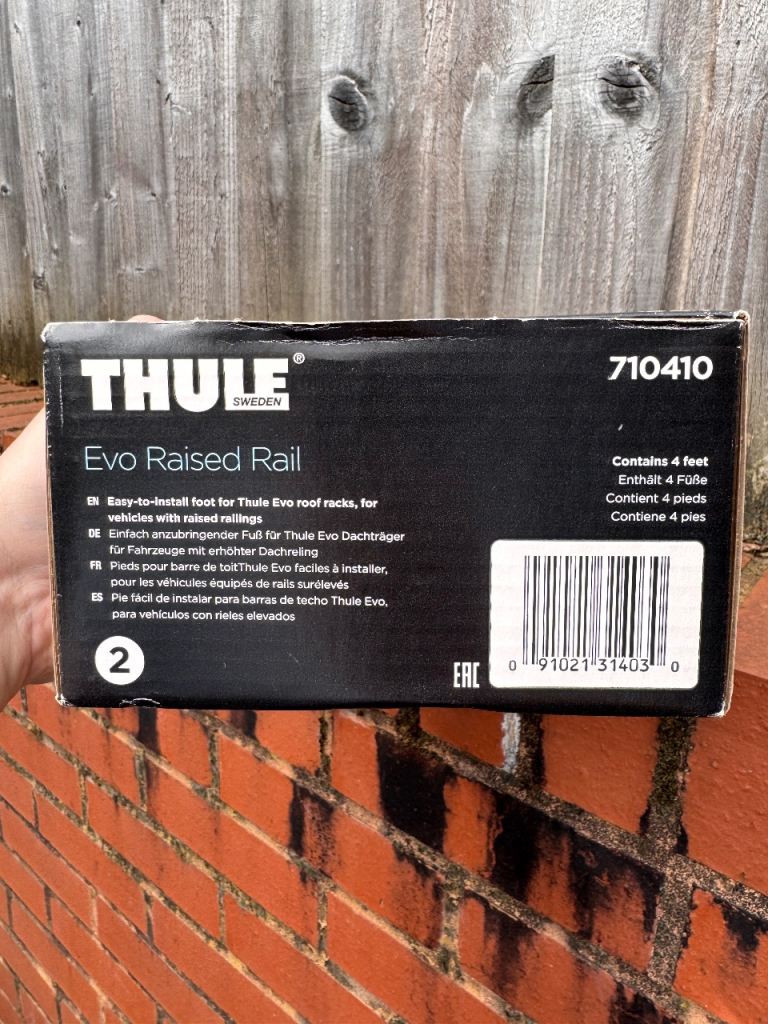 THULE®
SWEDEN
710410
Evo Raised Rail
Contains 4 feet
Enthält 4 Füße
Contient 4 pieds
Contiene 4 pies
EN Easy-to-install foot for Thule Evo roof racks, for
vehicles with raised railings
DE Einfach anzubringender Fuß für Thule Evo Dachträger
für Fahrzeuge mit erhöhter Dachreling
FR Pieds pour barre de toitThule Evo faciles à installer,
pour les véhicules équipés de rails surélevés
ES Pie fácil de instalar para barras de techo Thule Evo,
para vehículos con rieles elevados
2
EAC
0 91021 31403 0